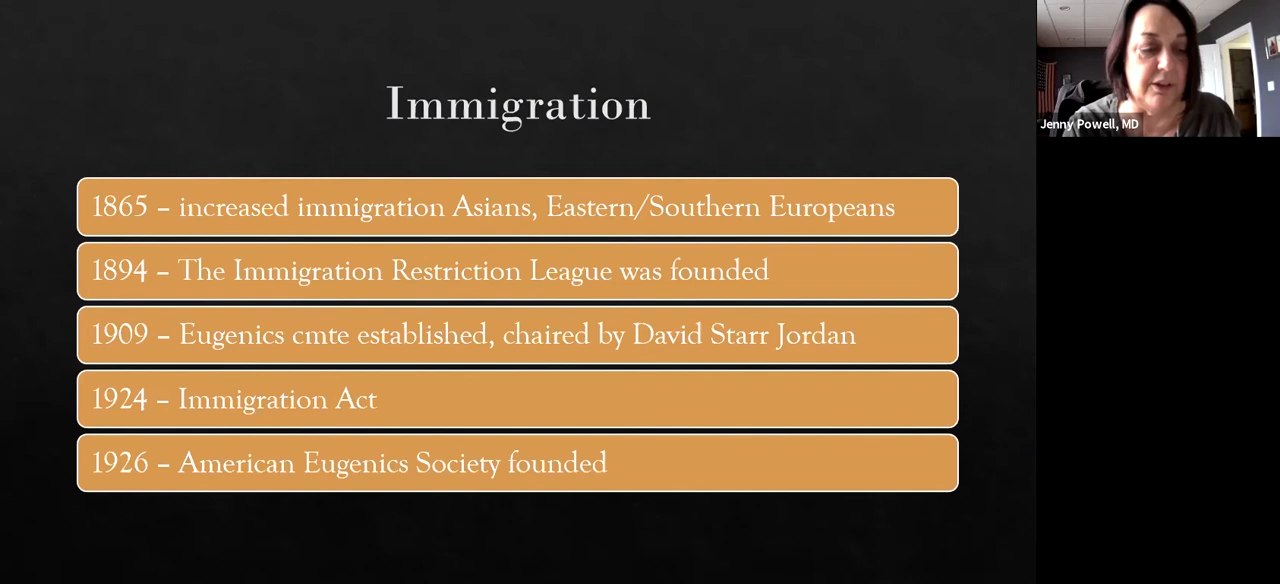 Immigration
1865 – increased immigration Asians, Eastern/Southern Europeans
1894 – The Immigration Restriction League was founded
1909 – Eugenics cmte established, chaired by David Starr Jordan
1924 – Immigration Act
1926 – American Eugenics Society founded
Jenny Powell, MD